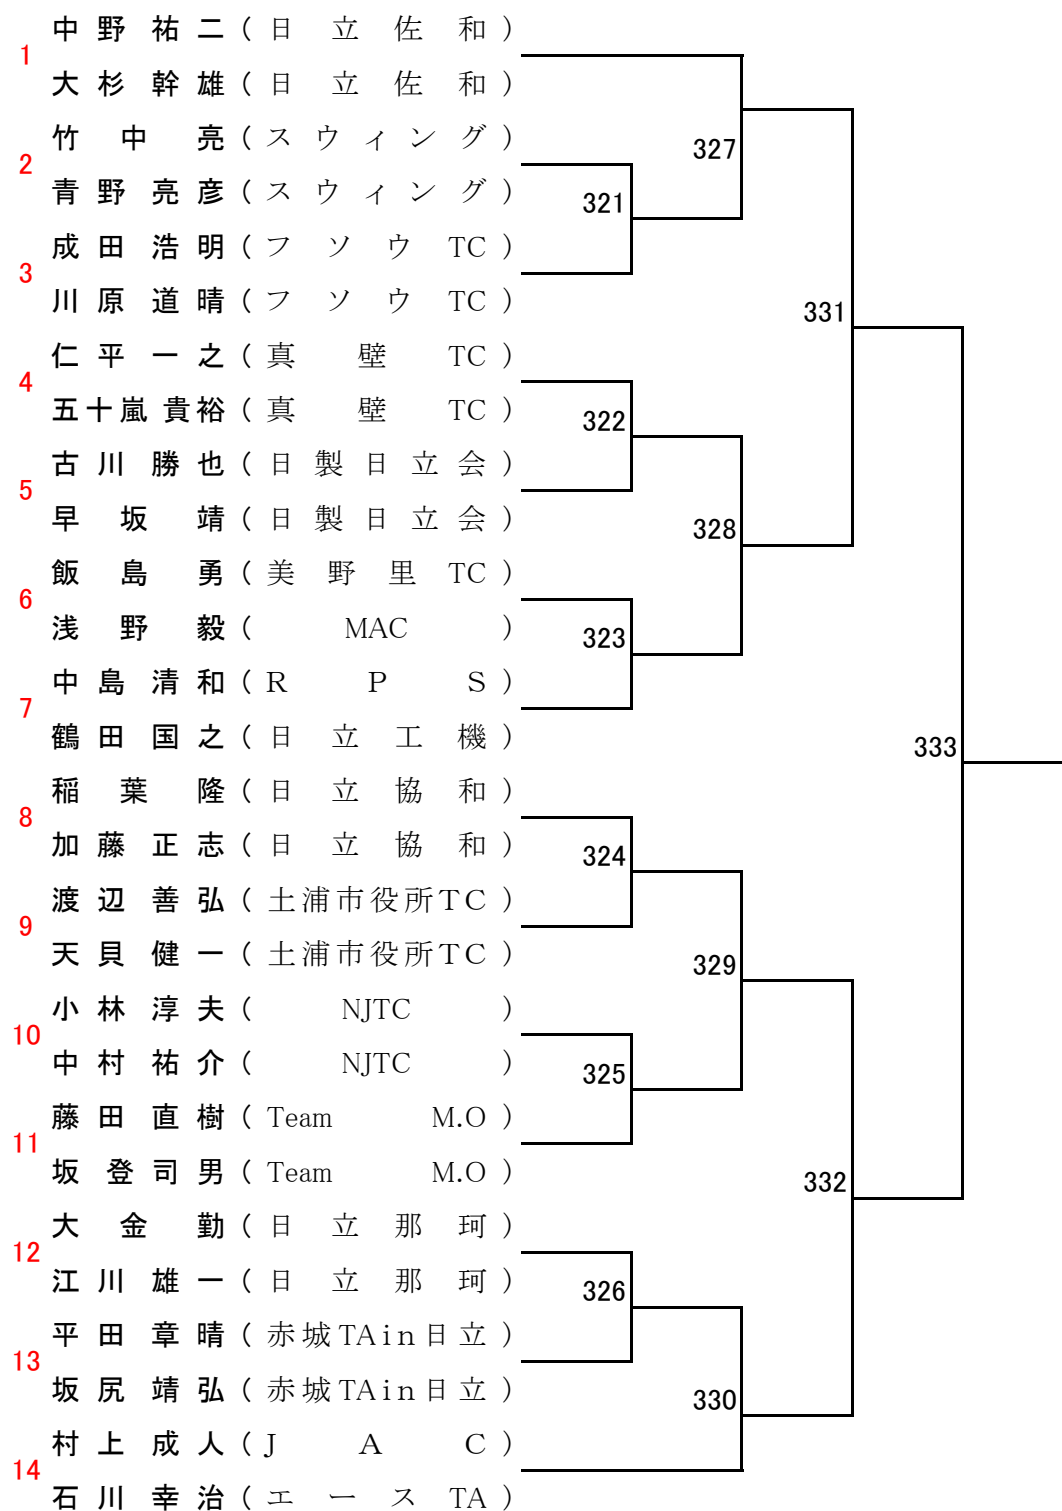 中野祐二(日立佐和)
1
大杉幹雄(日立佐和)
竹中亮(スウィング)
2
青野亮彦(スウィング)
成田浩明(フソウTC)
3
川原道晴(フソウTC)
仁平一之(真壁TC)
4
五十嵐貴裕(真壁TC)
古川勝也(日製日立会)
5
早坂靖(日製日立会)
飯島勇(美野里TC)
6
浅野毅(MAC)
中島清和(RPS)
7
鶴田国之(日立工機)
稲葉隆(日立協和)
8
加藤正志(日立協和)
渡辺善弘(土浦市役所TC)
9
天貝健一(土浦市役所TC)
小林淳夫(NJTC)
10
中村祐介(NJTC)
藤田直樹(Team M.O)
11
坂登司男(Team M.O)
大金勤(日立那珂)
12
江川雄一(日立那珂)
平田章晴(赤城TAin日立)
13
坂尻靖弘(赤城TAin日立)
村上成人(JAC)
14
石川幸治(エースTA)
321
322
323
324
325
326
327
328
329
330
331
332
333